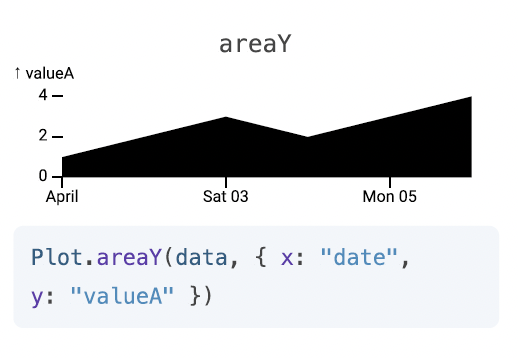 areaY
↑ valueA
4
2
0
April Sat 03 Mon 05
Plot.areaY(data, { x: "date",
y: "valueA" })